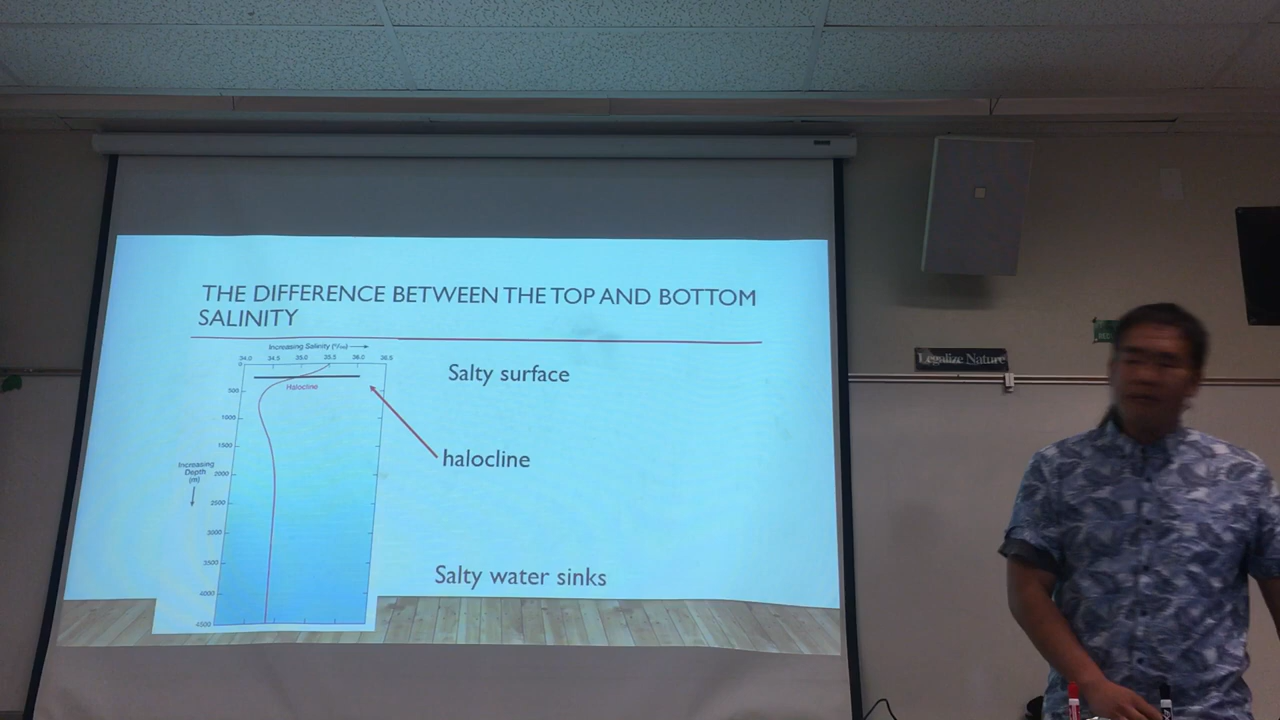 THE DIFFERENCE BETWEEN THE TOP AND BOTTOM
SALINITY
Increasing Salinity (‰) →
34.0 34.5 35.0 35.5 36.0 36.5
0
Halocline
500
1000
1500
Increasing
Depth
(m)
2000
2500
3000
3500
4000
4500
Salty surface
halocline
Salty water sinks
Legalize Nature